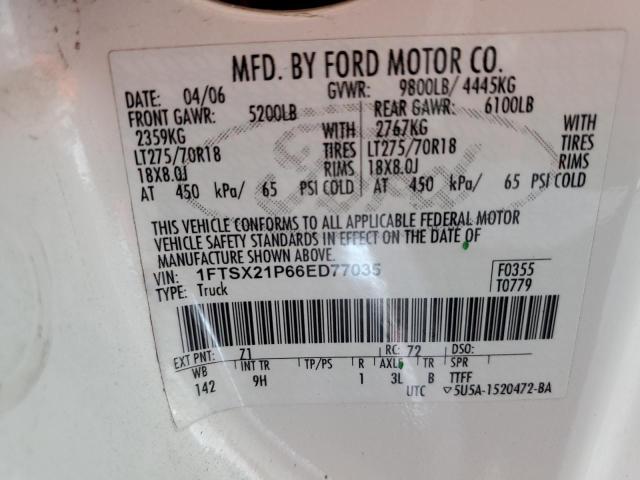 MFD. BY FORD MOTOR CO.
DATE: 04/06 GVWR: 9800LB/ 4445KG
FRONT GAWR: 5200LB REAR GAWR: 6100LB
2359KG WITH 2767KG WITH
LT275/70R18 TIRES LT275/70R18 TIRES
18X8.0J RIMS 18X8.0J RIMS
AT 450 kPa/ 65 PSI COLD AT 450 kPa/ 65 PSI COLD
Ford
THIS VEHICLE CONFORMS TO ALL APPLICABLE FEDERAL MOTOR
VEHICLE SAFETY STANDARDS IN EFFECT ON THE DATE OF
MANUFACTURE SHOWN ABOVE.
VIN: 1FTSX21P66ED77035 F0355
TYPE: Truck T0779
EXT PNT: Z1 RC: 72 DSO:
WB INT TR TP/PS R AXLE TR SPR
142 9H 1 3L B TTFF
UTC ▽5U5A-1520472-BA